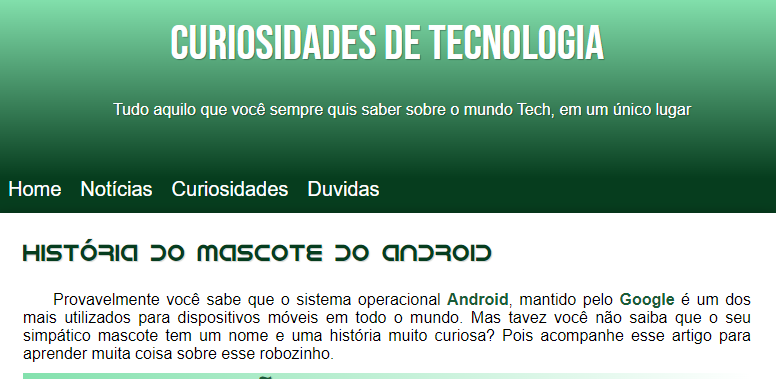 CURIOSIDADES DE TECNOLOGIA
Tudo aquilo que você sempre quis saber sobre o mundo Tech, em um único lugar
Home Notícias Curiosidades Duvidas
HISTÓRIA DO MASCOTE DO ANDROID
Provavelmente você sabe que o sistema operacional Android, mantido pelo Google é um dos
mais utilizados para dispositivos móveis em todo o mundo. Mas tavez você não saiba que o seu
simpático mascote tem um nome e uma história muito curiosa? Pois acompanhe esse artigo para
aprender muita coisa sobre esse robozinho.